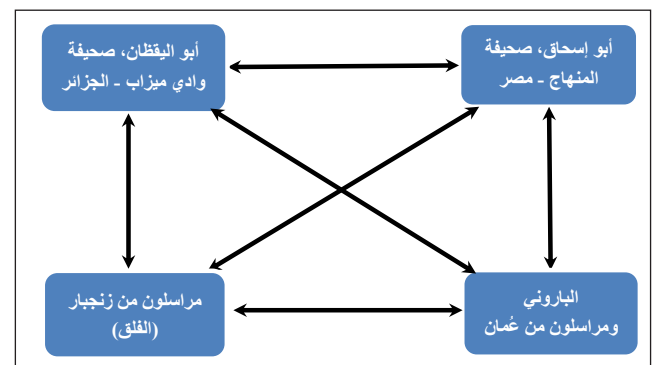 أبو إسحاق، صحيفة
المنهاج - مصر
أبو اليقظان، صحيفة
وادي ميزاب - الجزائر
الباروني
ومراسلون من عُمان
مراسلون من زنجبار
(الفلق)